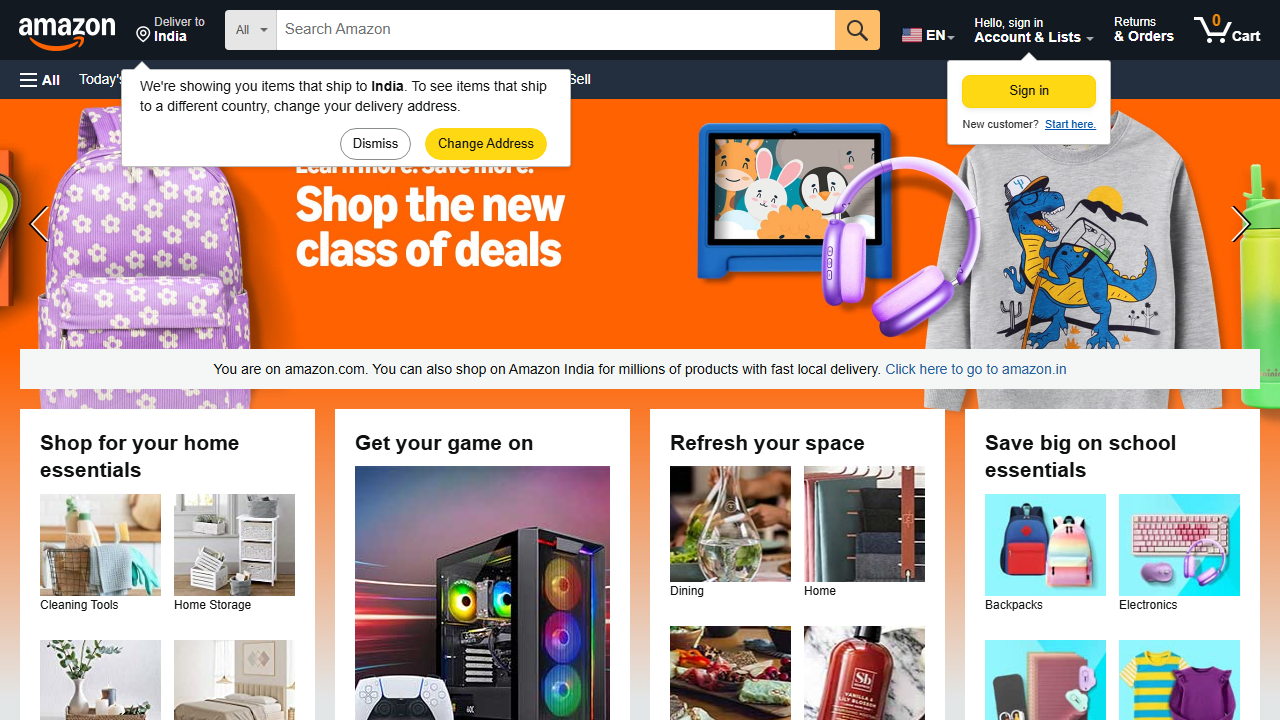 amazon
Deliver to
India
All
Search Amazon
EN
Hello, sign in
Account & Lists
Returns
& Orders
0
Cart
All
Today's
Sell
We're showing you items that ship to India. To see items that ship
to a different country, change your delivery address.
Dismiss
Change Address
Sign in
New customer? Start here.
Learn more. Save more.
Shop the new
class of deals
You are on amazon.com. You can also shop on Amazon India for millions of products with fast local delivery. Click here to go to amazon.in
Shop for your home
essentials
Cleaning Tools
Home Storage
Get your game on
Refresh your space
Dining
Home
Save big on school
essentials
Backpacks
Electronics